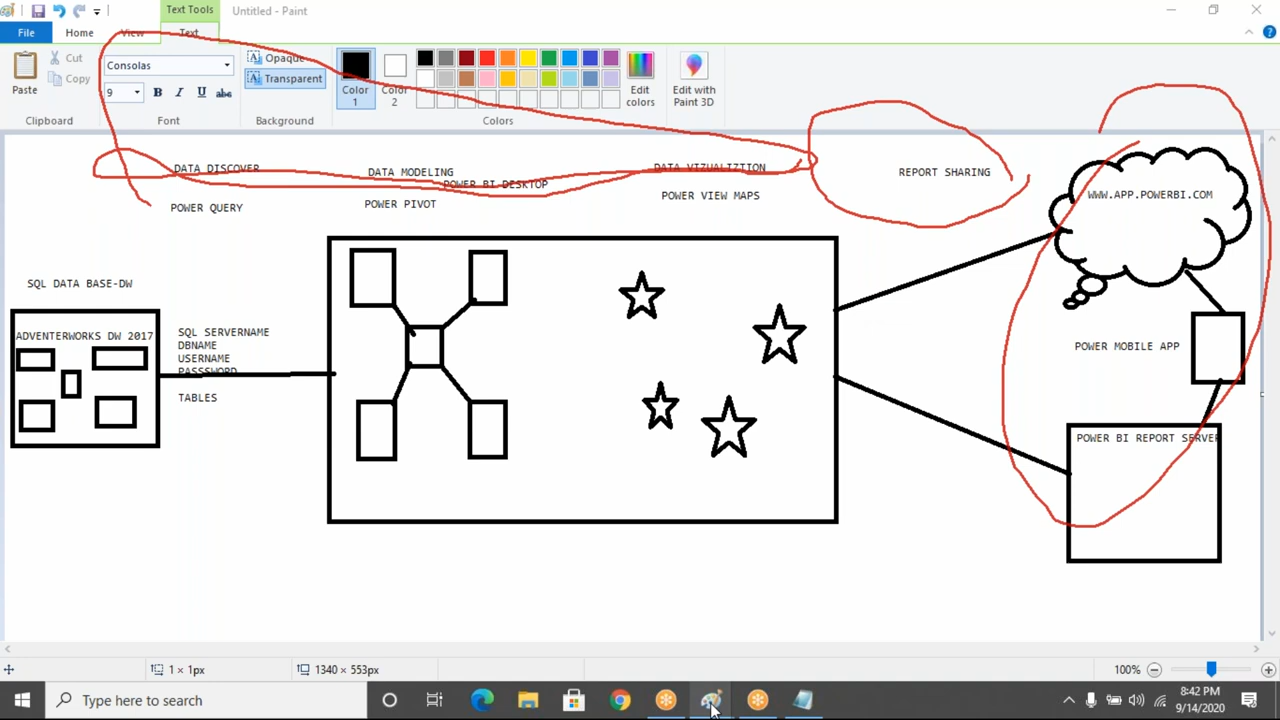 Text Tools
Untitled - Paint
File
Home
View
Text
Paste
Cut
Copy
Clipboard
Consolas
9
B I U abc
Font
Opaque
Transparent
Background
Color 1
Color 2
Edit colors
Colors
Edit with Paint 3D
DATA DISCOVER
DATA MODELING
POWER BI DESKTOP
DATA VIZUALIZTION
REPORT SHARING
POWER QUERY
POWER PIVOT
POWER VIEW MAPS
WWW.APP.POWERBI.COM
SQL DATA BASE-DW
ADVENTERWORKS DW 2017
SQL SERVERNAME
DBNAME
USERNAME
PASSSWORD
TABLES
POWER MOBILE APP
POWER BI REPORT SERVER
1 × 1px
1340 × 553px
100%
Type here to search
8:42 PM
9/14/2020